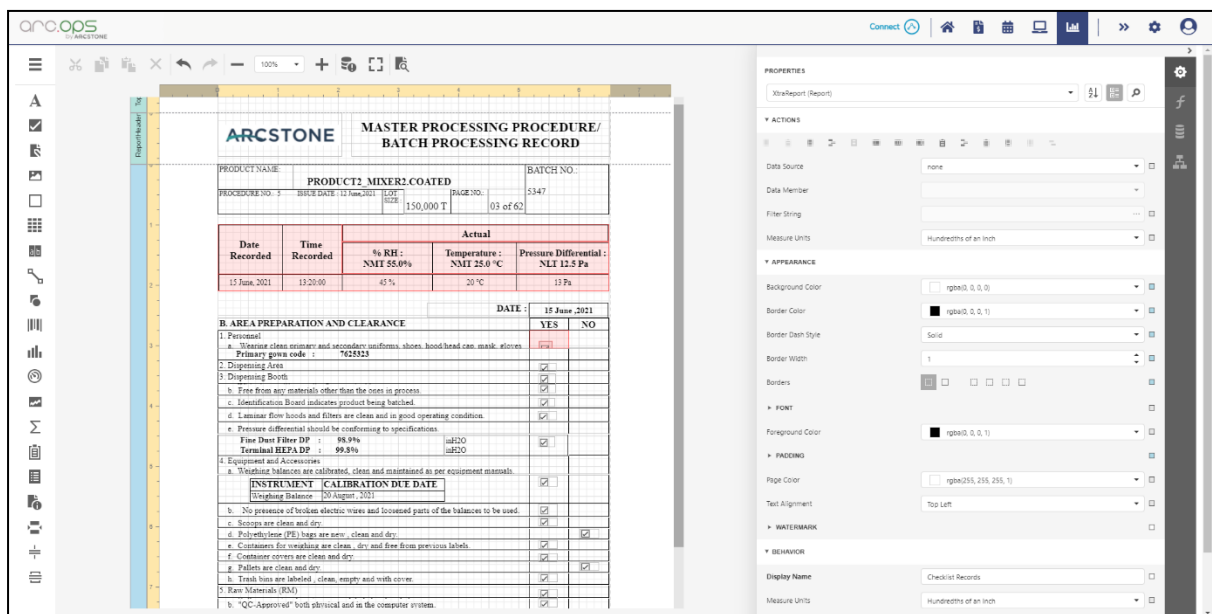 arc.ops
BY ARCSTONE
Connect
100%
Top
ReportHeader
ARCSTONE
MASTER PROCESSING PROCEDURE/
BATCH PROCESSING RECORD
PRODUCT NAME:
BATCH NO.:
PRODUCT2_MIXER2.COATED
5347
PROCEDURE NO.: 5 ISSUE DATE : 12 June,2021 LOT SIZE: 150,000 T PAGE NO.: 03 of 62
Date Recorded
Time Recorded
Actual
% RH : NMT 55.0%
Temperature : NMT 25.0 °C
Pressure Differential : NLT 12.5 Pa
15 June, 2021 13:20:00 45 % 20 °C 13 Pa
DATE : 15 June ,2021
B. AREA PREPARATION AND CLEARANCE YES NO
1. Personnel
a. Wearing clean primary and secondary uniforms, shoes, hood/head cap, mask, gloves
Primary gown code : 7625323
2. Dispensing Area
3. Dispensing Booth
b. Free from any materials other than the ones in process.
c. Identification Board indicates product being batched.
d. Laminar flow hoods and filters are clean and in good operating condition.
e. Pressure differential should be conforming to specifications.
Fine Dust Filter DP : 98.9% inH2O
Terminal HEPA DP : 99.8% inH2O
4. Equipment and Accessories
a. Weighing balances are calibrated, clean and maintained as per equipment manuals.
INSTRUMENT CALIBRATION DUE DATE
Weighing Balance 20 August , 2021
b. No presence of broken electric wires and loosened parts of the balances to be used.
c. Scoops are clean and dry.
d. Polyethylene (PE) bags are new , clean and dry.
e. Containers for weighing are clean , dry and free from previous labels.
f. Container covers are clean and dry.
g. Pallets are clean and dry.
h. Trash bins are labeled , clean, empty and with cover.
5. Raw Materials (RM)
b. "QC-Approved" both physical and in the computer system.
PROPERTIES
XtraReport (Report)
ACTIONS
Data Source none
Data Member
Filter String
Measure Units Hundredths of an Inch
APPEARANCE
Background Color rgba(0, 0, 0, 0)
Border Color rgba(0, 0, 0, 1)
Border Dash Style Solid
Border Width 1
Borders
FONT
Foreground Color rgba(0, 0, 0, 1)
PADDING
Page Color rgba(255, 255, 255, 1)
Text Alignment Top Left
WATERMARK
BEHAVIOR
Display Name Checklist Records
Measure Units Hundredths of an Inch